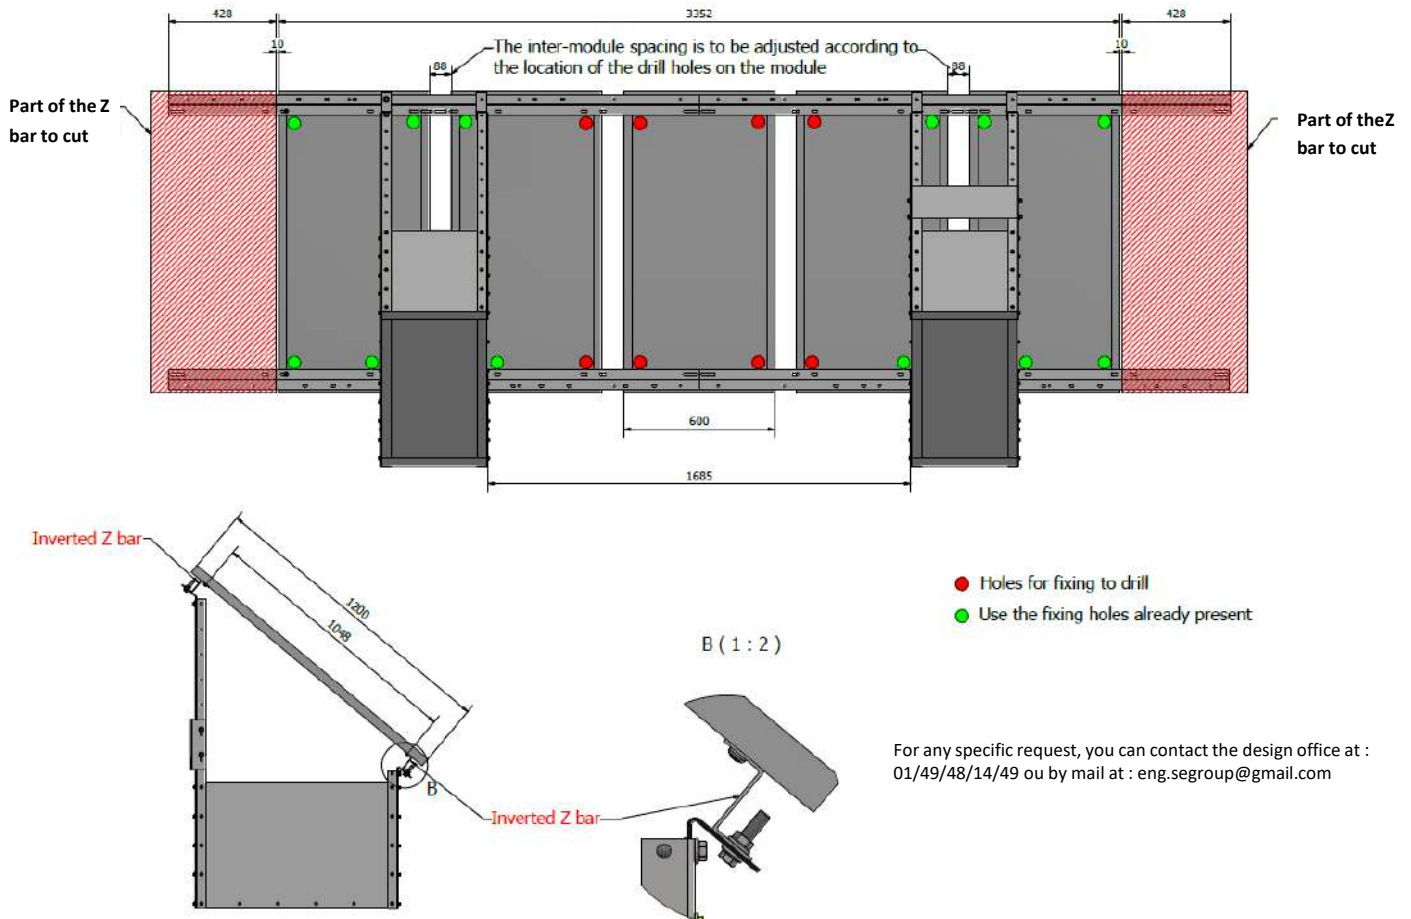 428
3352
428
10
10
The inter-module spacing is to be adjusted according to
the location of the drill holes on the module
88
88
Part of the Z
bar to cut
Part of theZ
bar to cut
600
1685
Inverted Z bar
1200
1048
B
Inverted Z bar
B ( 1 : 2 )
Holes for fixing to drill
Use the fixing holes already present
For any specific request, you can contact the design office at :
01/49/48/14/49 ou by mail at : eng.segroup@gmail.com